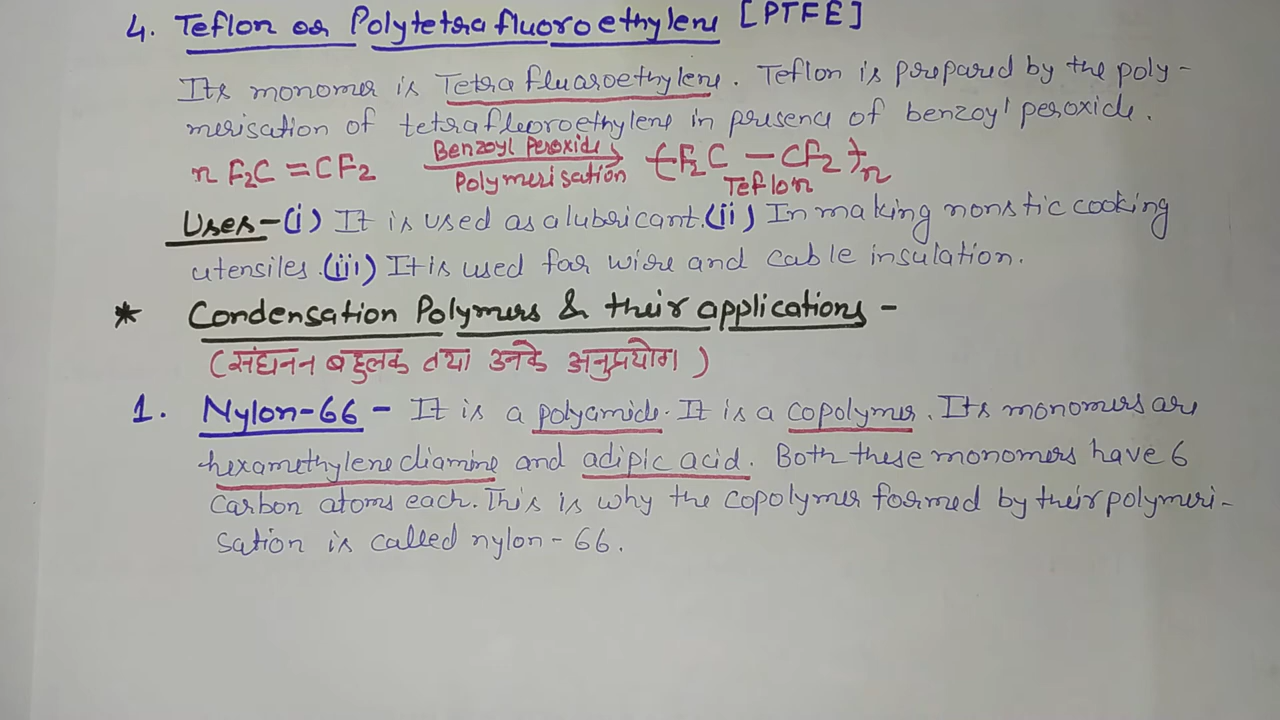 4. Teflon or Polytetrafluoroethylene [PTFE]
Its monomer is Tetrafluaroethylene. Teflon is prepared by the poly-
merisation of tetrafleoroethylene in presence of benzoyl peroxide.
n F₂C = CF₂ Benzoyl Peroxide Polymerisation (F₂C - CF₂)n
Teflon
Uses - (i) It is used as a lubricant. (ii) In making nonstic cooking
utensiles. (iii) It is used for wire and cable insulation.
* Condensation Polymers & their applications -
(संघनन बहुलक तथा उनके अनुप्रयोग)
1. Nylon-66 - It is a polyamide. It is a copolymer. Its monomers are
hexamethylenediamine and adipic acid. Both these monomers have 6
Carbon atoms each. This is why the copolymer formed by their polymeri-
sation is called nylon-66.